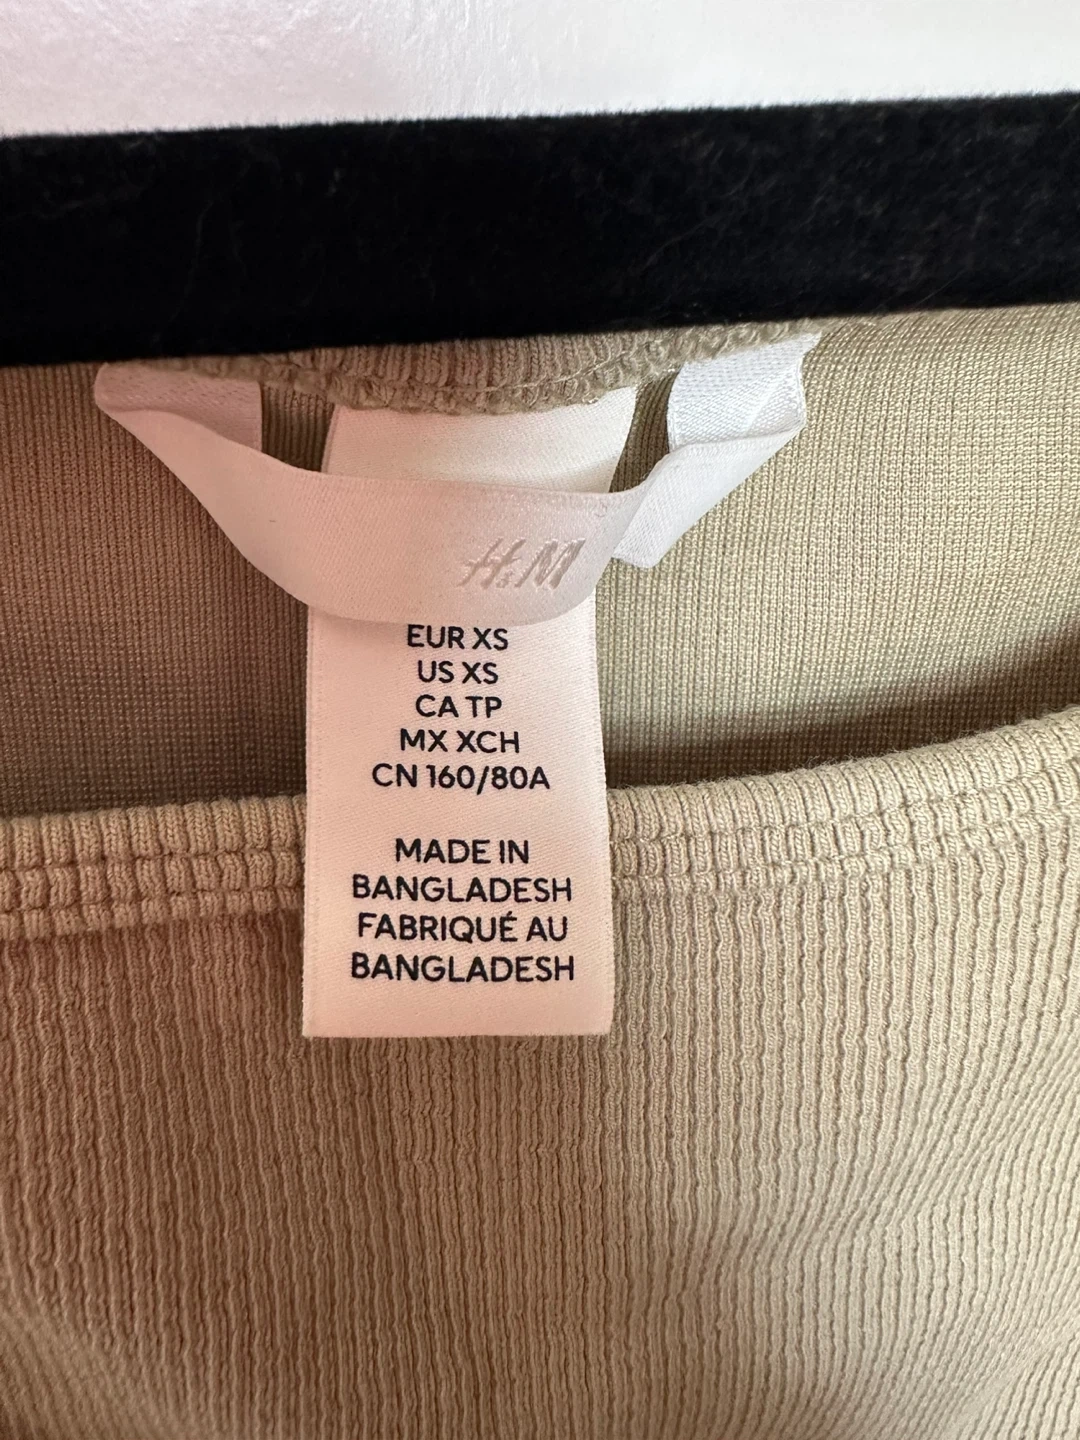 H&M
EUR XS
US XS
CA TP
MX XCH
CN 160/80A
MADE IN
BANGLADESH
FABRIQUÉ AU
BANGLADESH